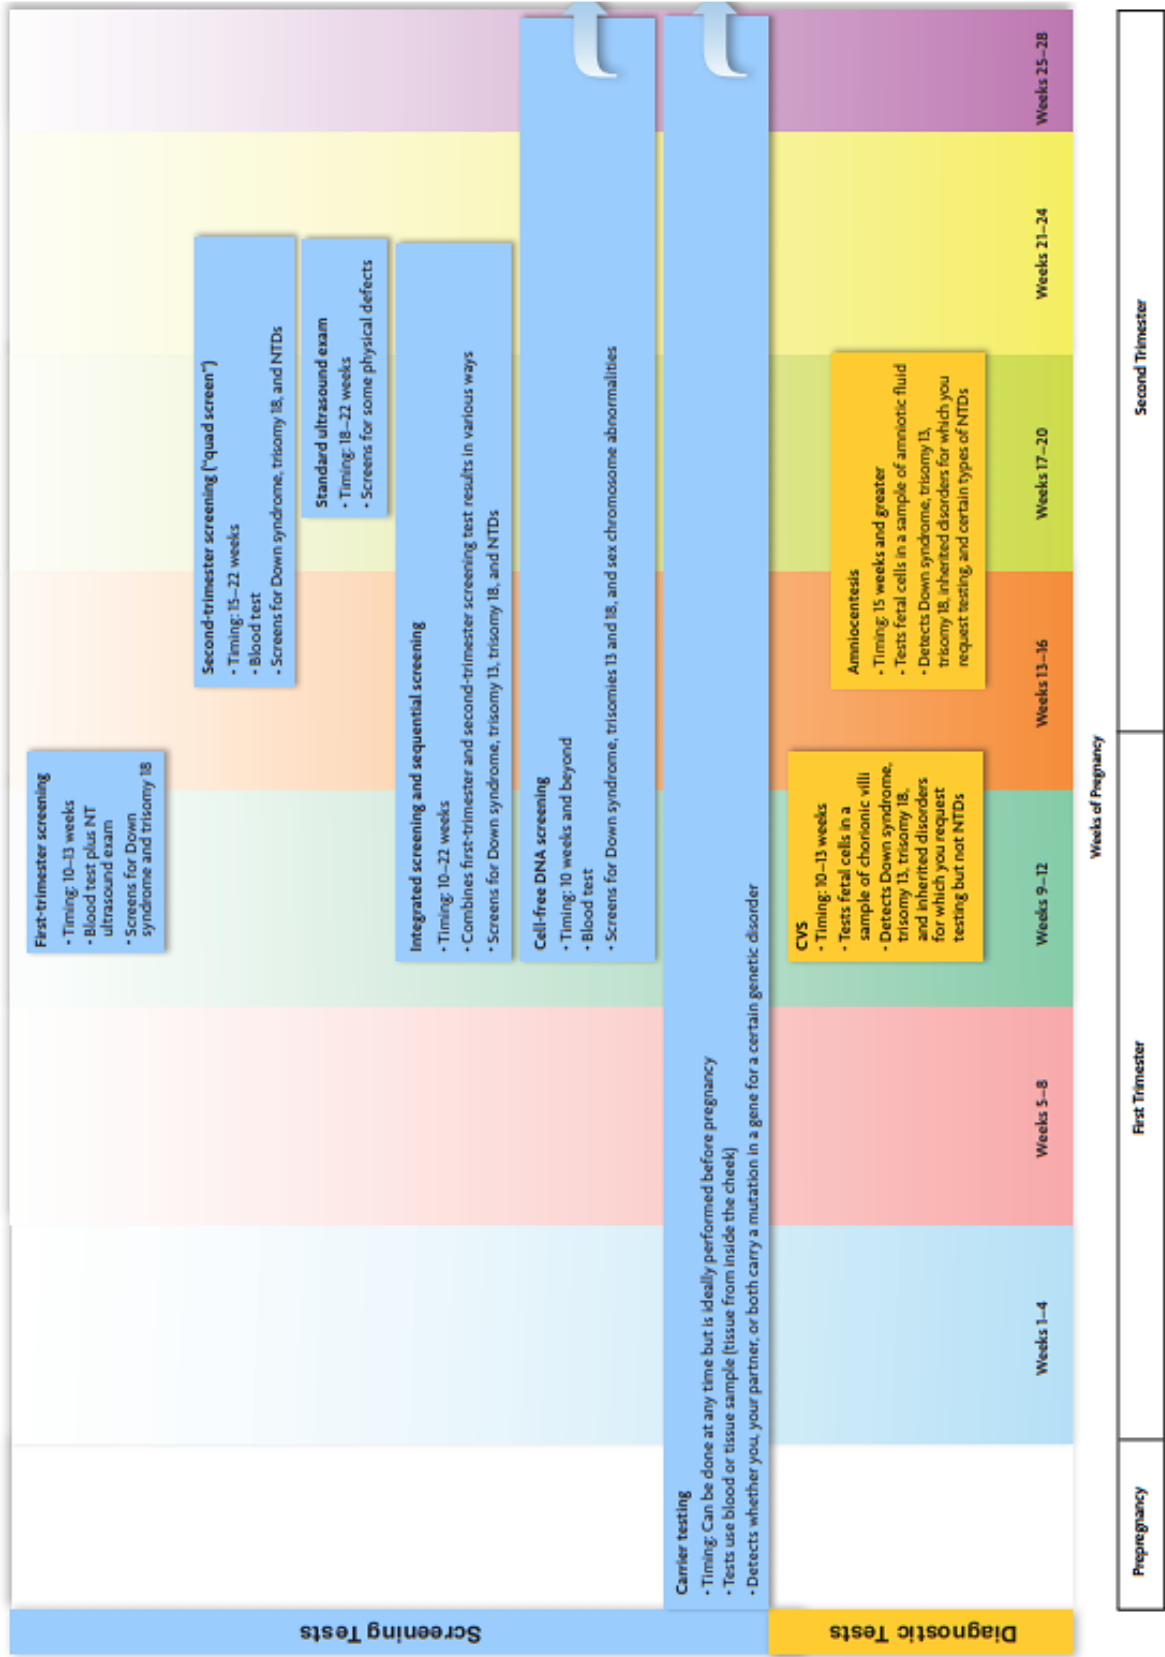 Screening Tests
First-trimester screening
• Timing: 10–13 weeks
• Blood test plus NT
ultrasound exam
• Screens for Down
syndrome and trisomy 18
Second-trimester screening ("quad screen")
• Timing: 15–22 weeks
• Blood test
• Screens for Down syndrome, trisomy 18, and NTDs
Standard ultrasound exam
• Timing: 18–22 weeks
• Screens for some physical defects
Integrated screening and sequential screening
• Timing: 10–22 weeks
• Combines first-trimester and second-trimester screening test results in various ways
• Screens for Down syndrome, trisomy 13, trisomy 18, and NTDs
Cell-free DNA screening
• Timing: 10 weeks and beyond
• Blood test
• Screens for Down syndrome, trisomies 13 and 18, and sex chromosome abnormalities
Carrier testing
• Timing: Can be done at any time but is ideally performed before pregnancy
• Tests use blood or tissue sample (tissue from inside the cheek)
• Detects whether you, your partner, or both carry a mutation in a gene for a certain genetic disorder
Diagnostic Tests
CVS
• Timing: 10–13 weeks
• Tests fetal cells in a
sample of chorionic villi
• Detects Down syndrome,
trisomy 13, trisomy 18,
and inherited disorders
for which you request
testing but not NTDs
Amniocentesis
• Timing: 15 weeks and greater
• Tests fetal cells in a sample of amniotic fluid
• Detects Down syndrome, trisomy 13,
trisomy 18, inherited disorders for which you
request testing, and certain types of NTDs
Weeks 1–4
Weeks 5–8
Weeks 9–12
Weeks 13–16
Weeks 17–20
Weeks 21–24
Weeks 25–28
Weeks of Pregnancy
Prepregnancy
First Trimester
Second Trimester